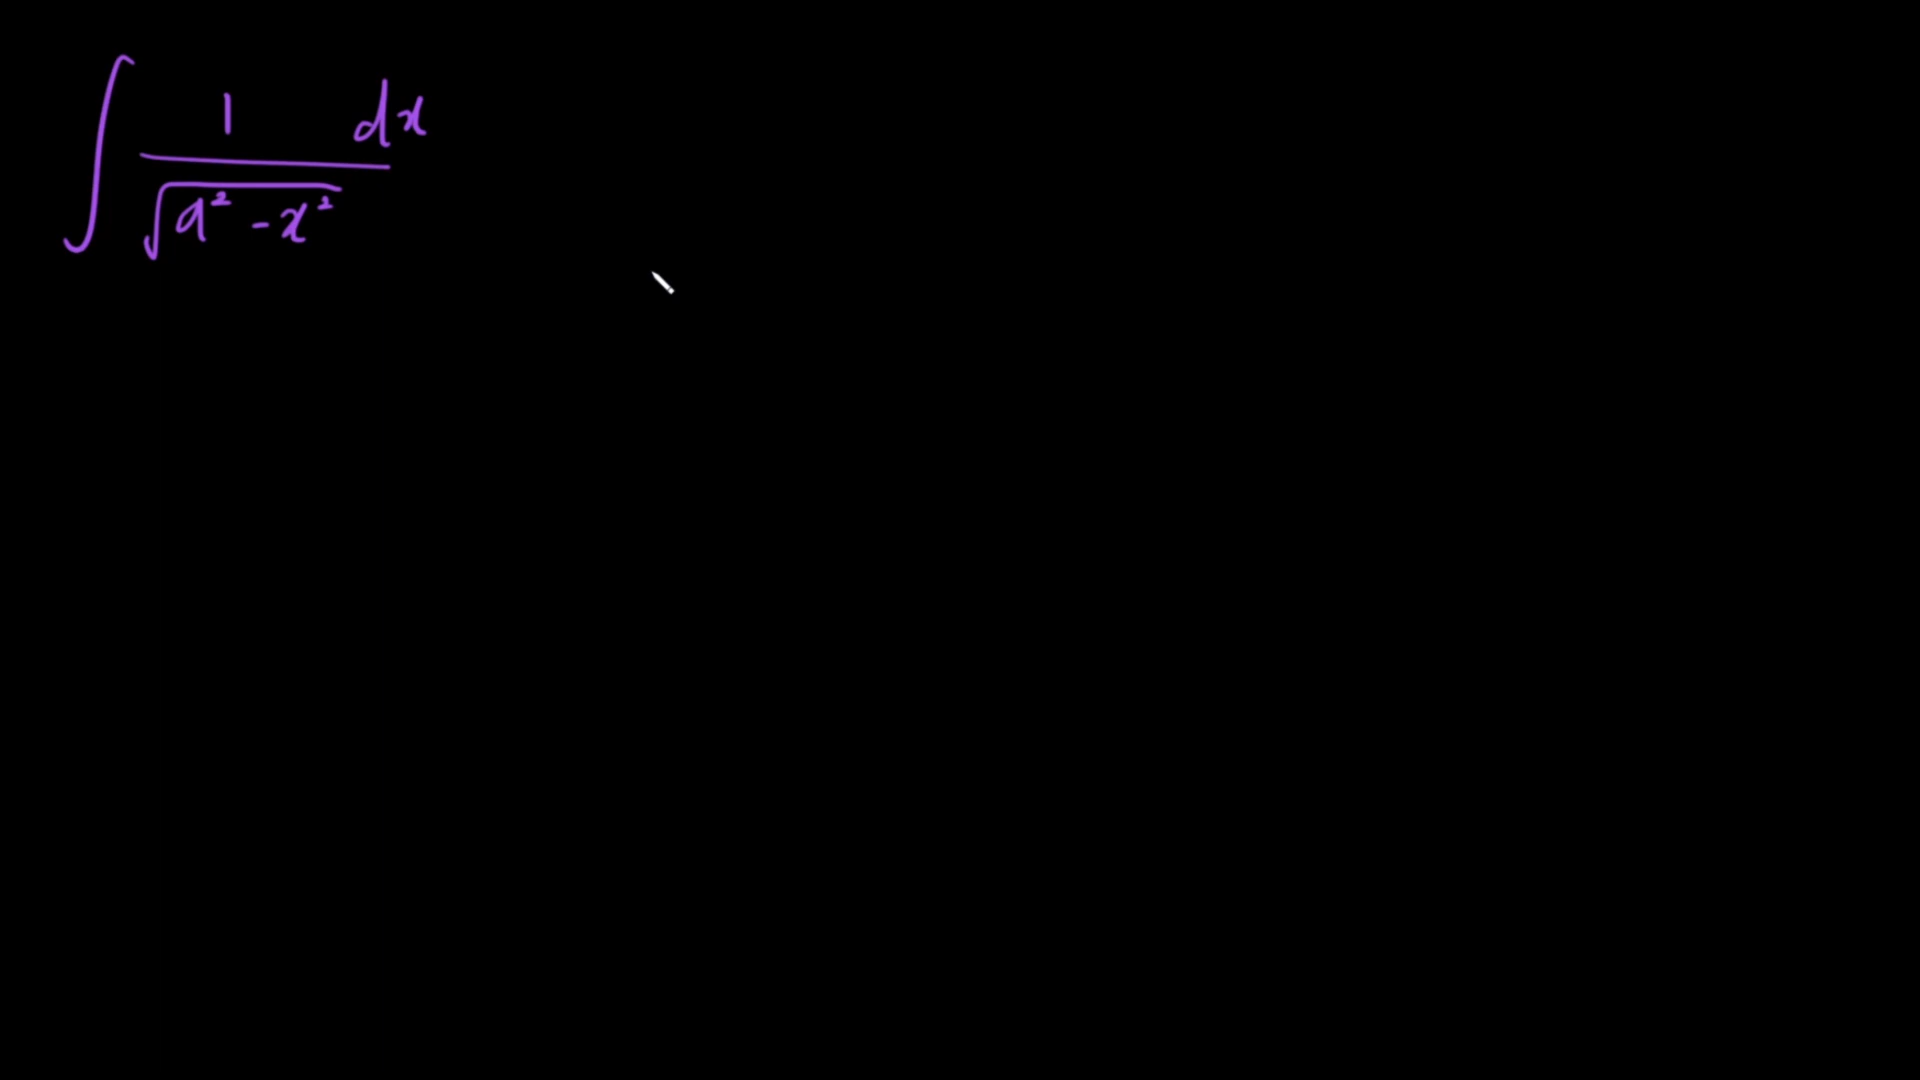 ∫ 1/√(a² - x²) dx